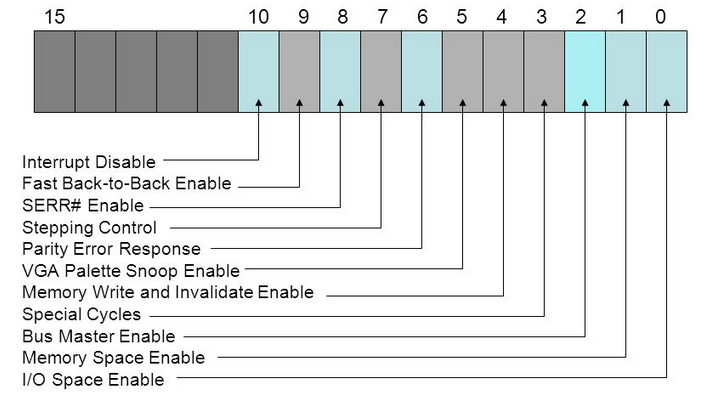 15 10 9 8 7 6 5 4 3 2 1 0
Interrupt Disable
Fast Back-to-Back Enable
SERR# Enable
Stepping Control
Parity Error Response
VGA Palette Snoop Enable
Memory Write and Invalidate Enable
Special Cycles
Bus Master Enable
Memory Space Enable
I/O Space Enable